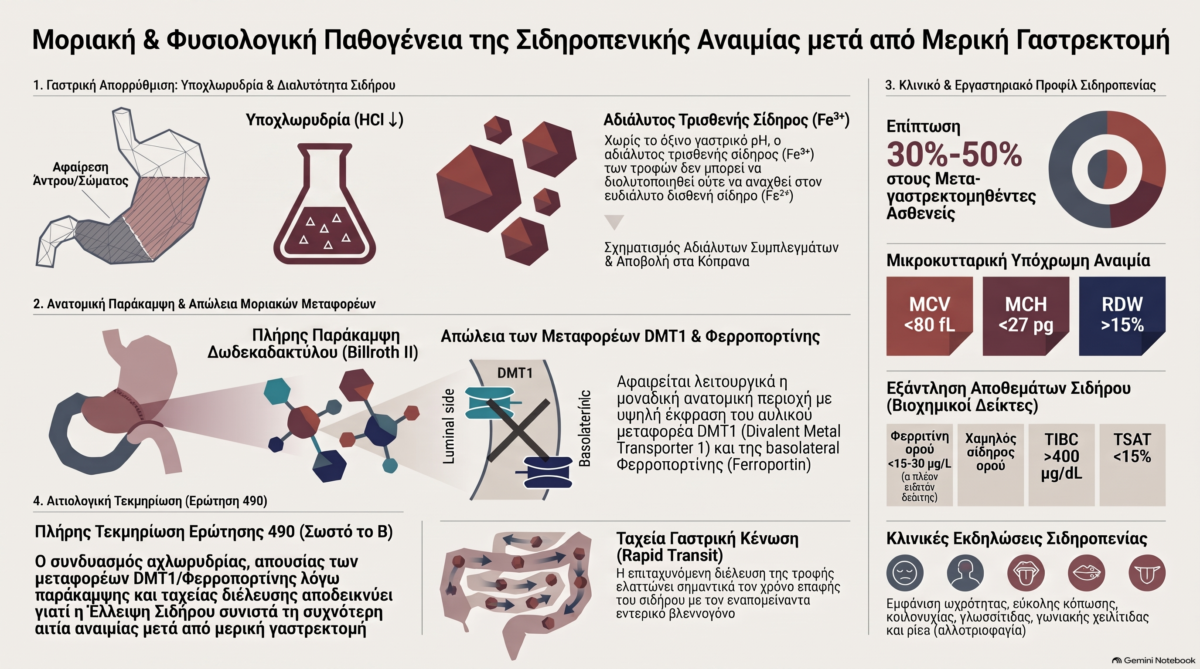 Μοριακή & Φυσιολογική Παθογένεια της Σιδηροπενικής Αναιμίας μετά από Μερική Γαστρεκτομή
1. Γαστρική Απορρύθμιση: Υποχλωρυδρία & Διαλυτότητα Σιδήρου
Αφαίρεση
Άντρου/Σώματος
Υποχλωρυδρία (HCl ↓)
Αδιάλυτος Τρισθενής Σίδηρος (Fe³⁺)
Χωρίς το όξινο γαστρικό pH, ο
αδιάλυτος τρισθενής σίδηρος (Fe³⁺)
των τροφών δεν μπορεί να
διολυτοποιηθεί ούτε να αναχθεί στον
ευδιάλυτο δισθενή σίδηρο (Fe²⁺)
Σχηματισμός Αδιάλυτων Συμπλεγμάτων
& Αποβολή στα Κόπρανα
2. Ανατομική Παράκαμψη & Απώλεια Μοριακών Μεταφορέων
Πλήρης Παράκαμψη
Δωδεκαδακτύλου (Billroth II)
Απώλεια των Μεταφορέων DMT1 & Φερροπορτίνης
Luminal side
DMT1
Basolaterinic
Αφαιρείται λειτουργικά η
μοναδική ανατομική περιοχή με
υψηλή έκφραση του αυλικού
μεταφορέα DMT1 (Divalent Metal
Transporter 1) και της basolateral
Φερροπορτίνης (Ferroportin)
4. Αιτιολογική Τεκμηρίωση (Ερώτηση 490)
Πλήρης Τεκμηρίωση Ερώτησης 490 (Σωστό το Β)
Ο συνδυασμός αχλωρυδρίας, απουσίας των
μεταφορέων DMT1/Φερροπορτίνης λόγω
παράκαμψης και ταχείας διέλευσης αποδεικνύει
γιατί η Έλλειψη Σιδήρου συνιστά τη συχνότερη
αιτία αναιμίας μετά από μερική γαστρεκτομή
Ταχεία Γαστρική Κένωση
(Rapid Transit)
Η επιταχυνόμενη διέλευση της τροφής
ελαττώνει σημαντικά τον χρόνο επαφής
του σιδήρου με τον εναπομείναντα
εντερικό βλεννογόνο
3. Κλινικό & Εργαστηριακό Προφίλ Σιδηροπενίας
Επίπτωση
30%-50%
στους Μετα-
γαστρεκτομηθέντες
Ασθενείς
Μικροκυτταρική Υπόχρωμη Αναιμία
MCV
<80 fL
MCH
<27 pg
RDW
>15%
Εξάντληση Αποθεμάτων Σιδήρου
(Βιοχημικοί Δείκτες)
Φερριτίνη
ορού
<15-30 μg/L
(α πλέον
Χαμηλός
σίδηρος
ορού
TIBC
>400
μg/dL
TSAT
<15%
Κλινικές Εκδηλώσεις Σιδηροπενίας
Εμφάνιση ωχρότητας, εύκολης κόπωσης,
κοιλονυχίας, γλωσσίτιδας, γωνιακής χειλίτιδας
και pica (αλλοτριοφαγία)
Gemini Notebook